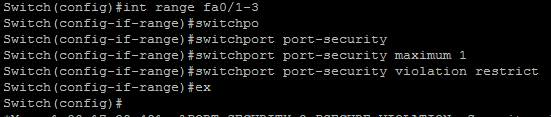 Switch(config)#int range fa0/1-3
Switch(config-if-range)#switchpo
Switch(config-if-range)#switchport port-security
Switch(config-if-range)#switchport port-security maximum 1
Switch(config-if-range)#switchport port-security violation restrict
Switch(config-if-range)#ex
Switch(config)#